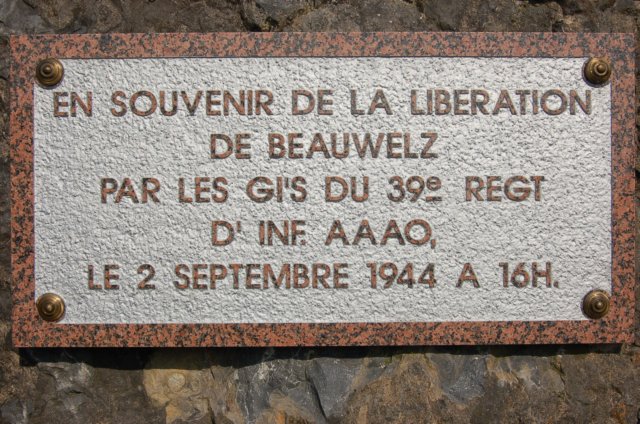 EN SOUVENIR DE LA LIBERATION
DE BEAUWELZ
PAR LES GI'S DU 39e REGT
D' INF. AAAO,
LE 2 SEPTEMBRE 1944 A 16H.